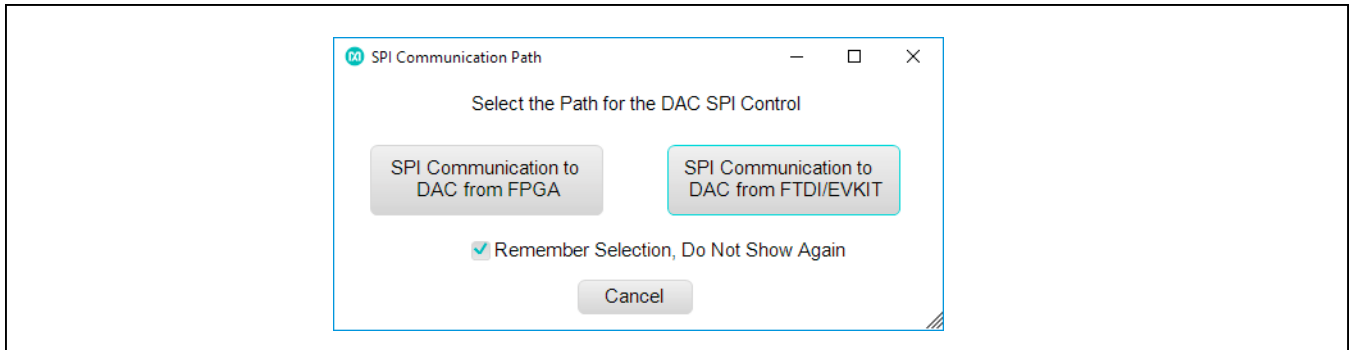 SPI Communication Path
Select the Path for the DAC SPI Control
SPI Communication to
DAC from FPGA
SPI Communication to
DAC from FTDI/EVKIT
Remember Selection, Do Not Show Again
Cancel